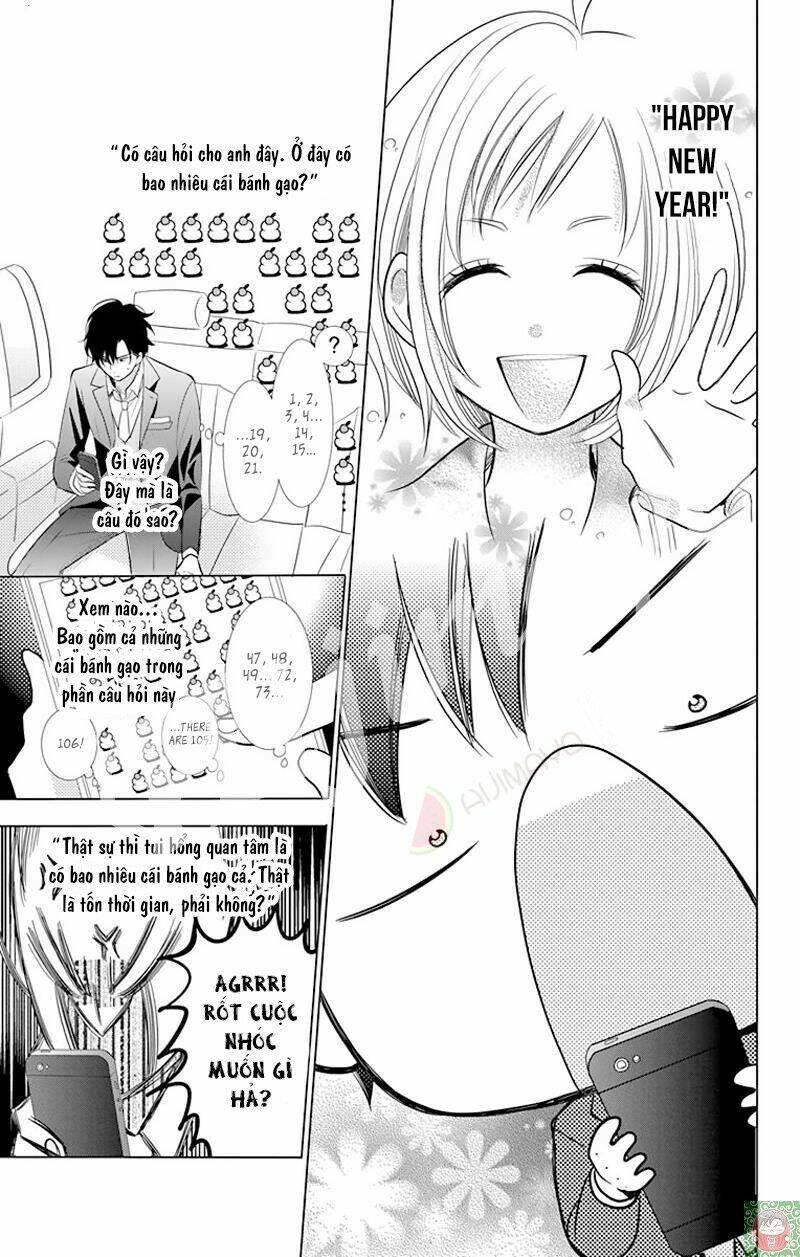 "HAPPY
NEW
YEAR!"
"Có câu hỏi cho anh đây. Ở đây có
bao nhiêu cái bánh gạo?"
?
1, 2,
3, 4...
14,
15...
...19,
20,
21.
Gì vậy?
Đây mà là
câu đó sao?
Xem nào...
Bao gồm cả những
cái bánh gạo trong
phần câu hỏi này
47, 48,
49... 72,
73...
...THERE
ARE 105!
106!
"Thật sự thì tui hổng quan tâm là
có bao nhiêu cái bánh gạo cả. Thật
là tốn thời gian, phải không?"
AGRRR!
RỐT CUỘC
NHÓC
MUỐN GÌ
HẢ?
AIJIMOYO